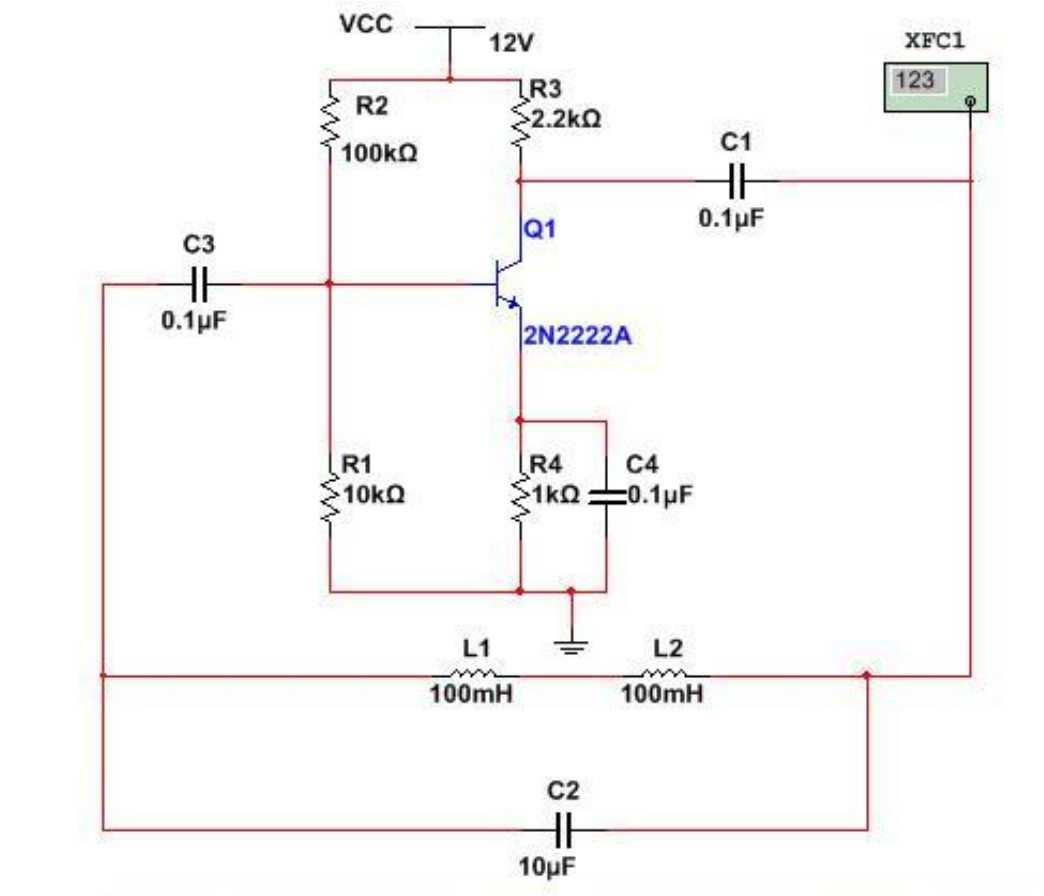 VCC
12V
XFC1
123
R2
100kΩ
R3
2.2kΩ
C1
0.1µF
Q1
C3
0.1µF
2N2222A
R1
10kΩ
R4
1kΩ
C4
0.1µF
L1
100mH
L2
100mH
C2
10µF